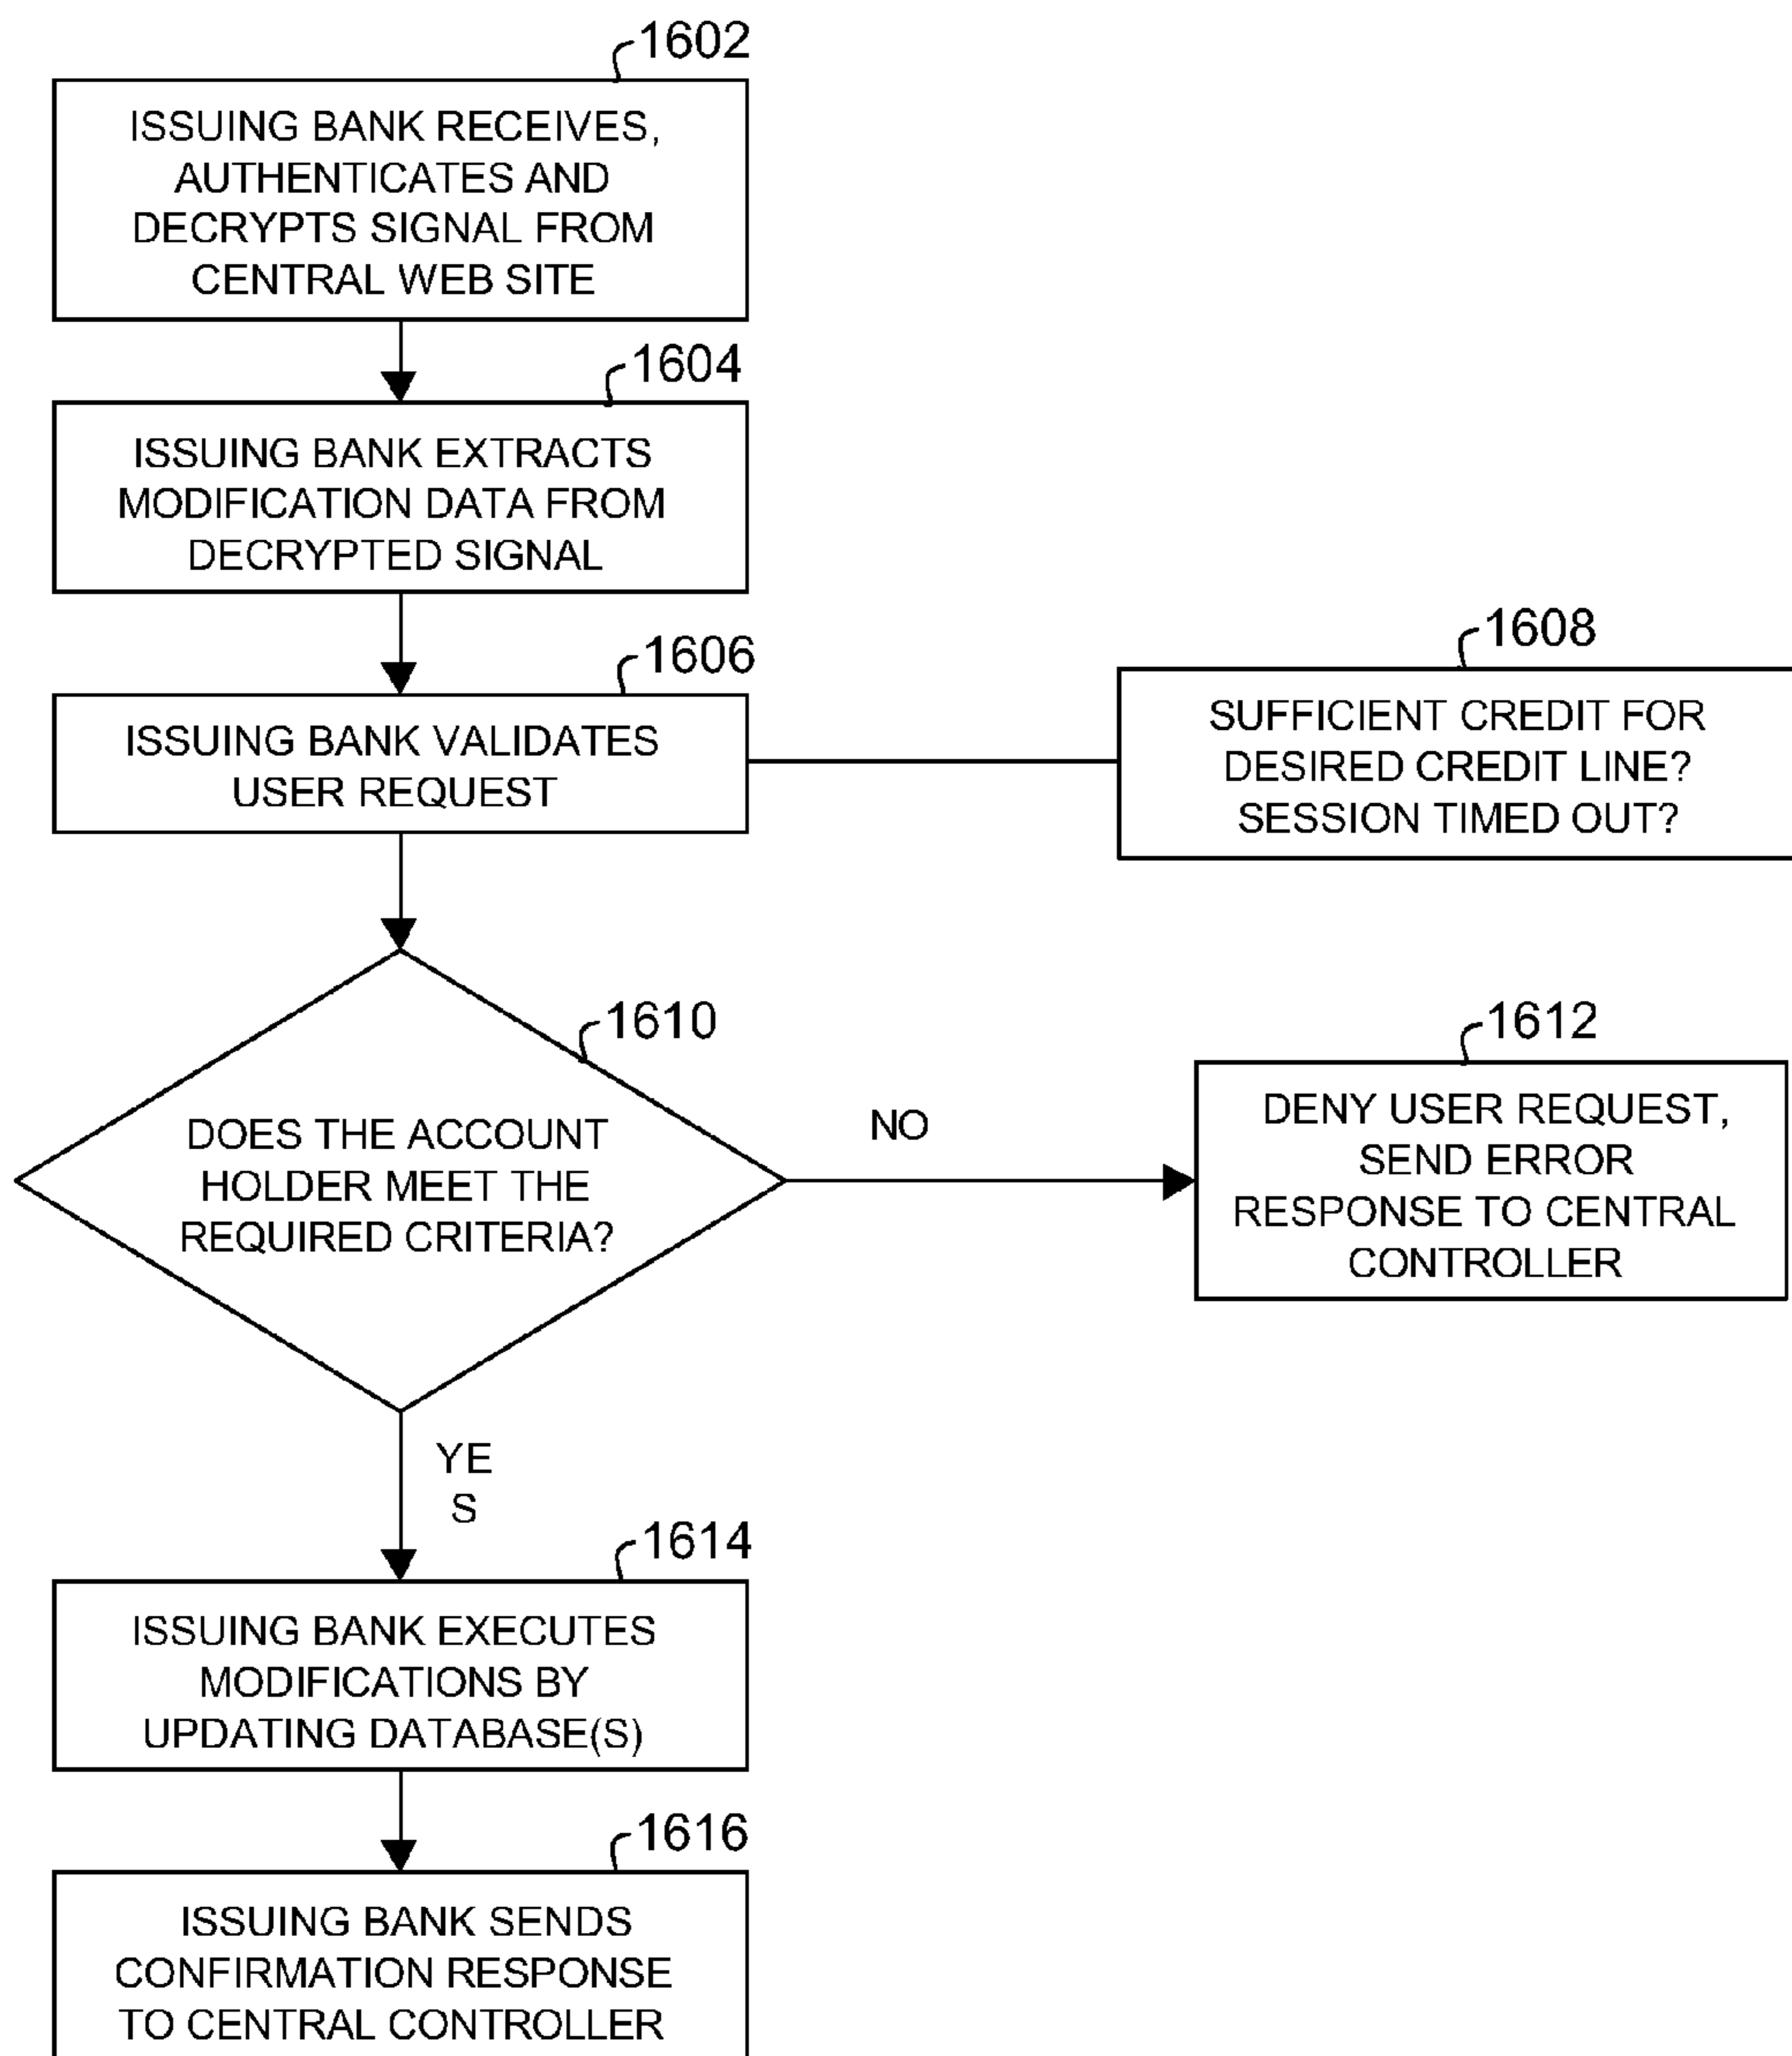 1602
ISSUING BANK RECEIVES,
AUTHENTICATES AND
DECRYPTS SIGNAL FROM
CENTRAL WEB SITE
1604
ISSUING BANK EXTRACTS
MODIFICATION DATA FROM
DECRYPTED SIGNAL
1606
ISSUING BANK VALIDATES
USER REQUEST
1608
SUFFICIENT CREDIT FOR
DESIRED CREDIT LINE?
SESSION TIMED OUT?
1610
DOES THE ACCOUNT
HOLDER MEET THE
REQUIRED CRITERIA?
NO
1612
DENY USER REQUEST,
SEND ERROR
RESPONSE TO CENTRAL
CONTROLLER
YE
S
1614
ISSUING BANK EXECUTES
MODIFICATIONS BY
UPDATING DATABASE(S)
1616
ISSUING BANK SENDS
CONFIRMATION RESPONSE
TO CENTRAL CONTROLLER